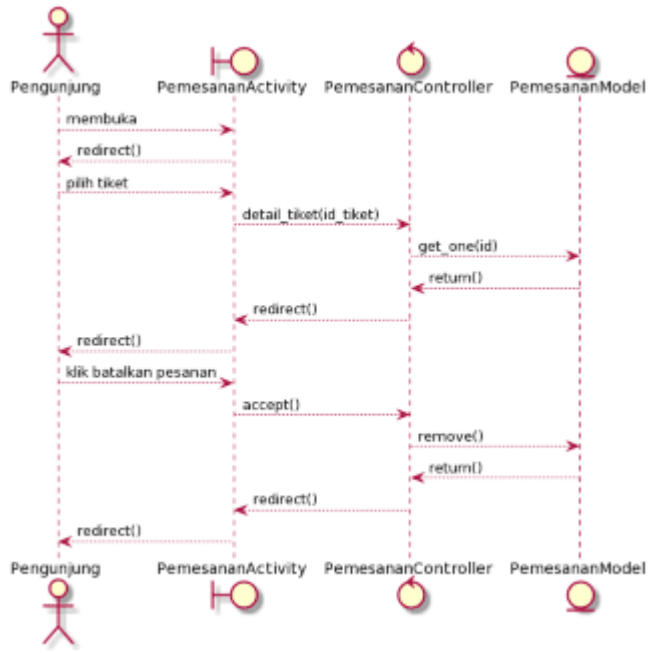 Pengunjung PemesananActivity PemesananController PemesananModel
membuka
redirect()
pilih tiket
detail_tiket(id_tiket)
get_one(id)
return()
redirect()
redirect()
klik batalkan pesanan
accept()
remove()
return()
redirect()
redirect()
Pengunjung PemesananActivity PemesananController PemesananModel